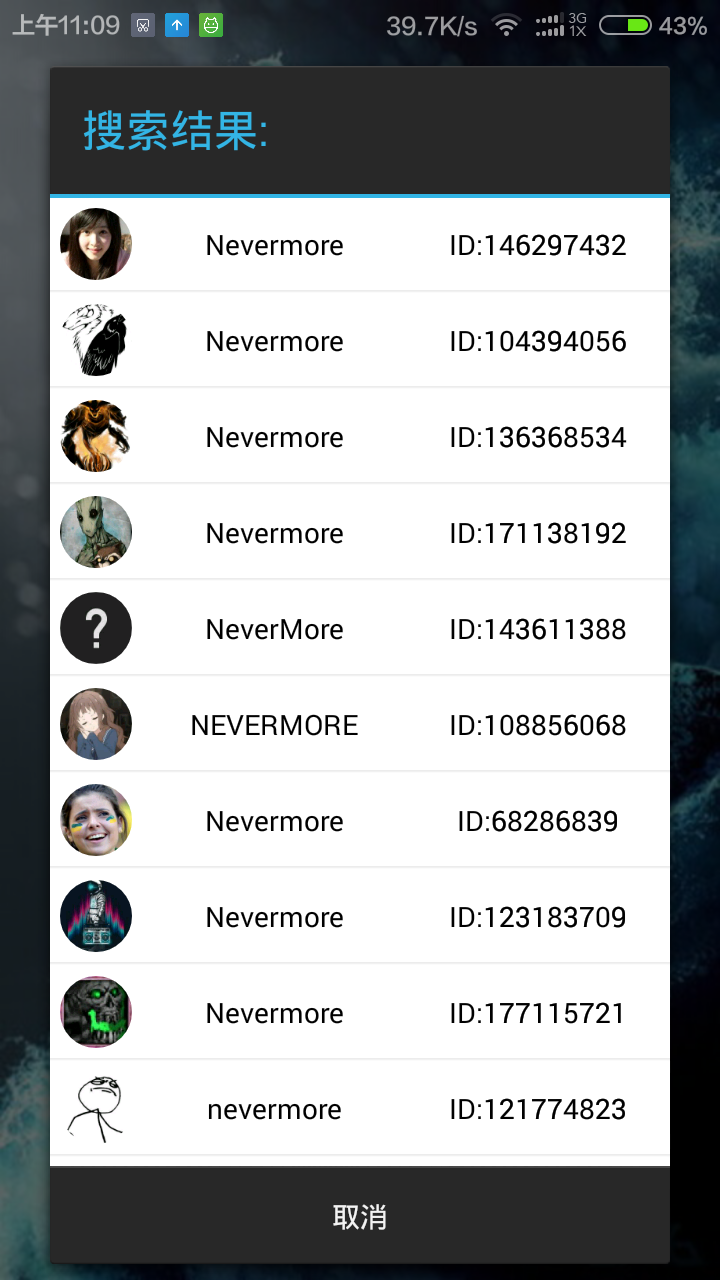 上午11:09 39.7K/s 3G 1X 43%
搜索结果:
Nevermore ID:146297432
Nevermore ID:104394056
Nevermore ID:136368534
Nevermore ID:171138192
? NeverMore ID:143611388
NEVERMORE ID:108856068
Nevermore ID:68286839
Nevermore ID:123183709
Nevermore ID:177115721
nevermore ID:121774823
取消